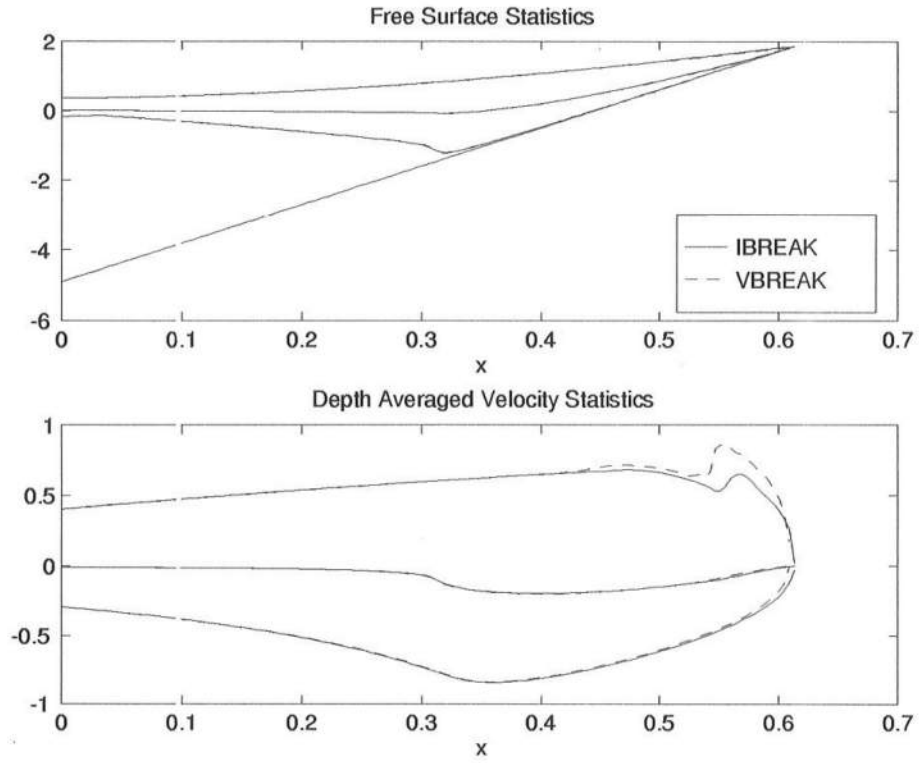 Free Surface Statistics
2
0
-2
-4
-6
IBREAK
VBREAK
0 0.1 0.2 0.3 0.4 0.5 0.6 0.7
x
Depth Averaged Velocity Statistics
1
0.5
0
-0.5
-1
0 0.1 0.2 0.3 0.4 0.5 0.6 0.7
x